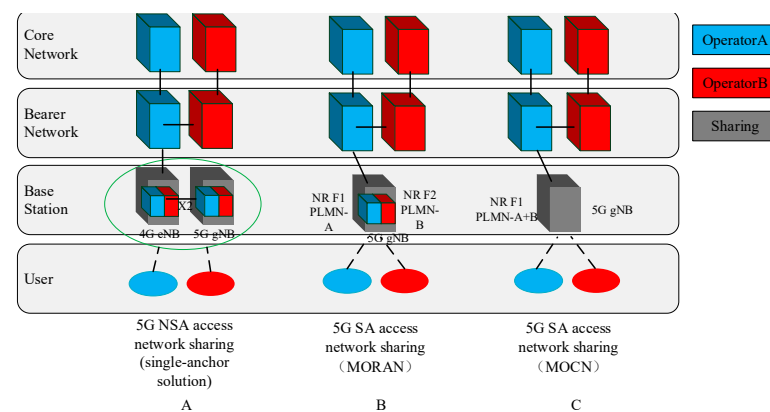 Core
Network
OperatorA
OperatorB
Bearer
Network
Sharing
Base
Station
X2
4G eNB
5G gNB
NR F1
PLMN-
A
NR F2
PLMN-
B
5G gNB
NR F1
PLMN-A+B
5G gNB
User
5G NSA access
network sharing
(single-anchor
solution)
A
5G SA access
network sharing
（MORAN）
B
5G SA access
network sharing
（MOCN）
C